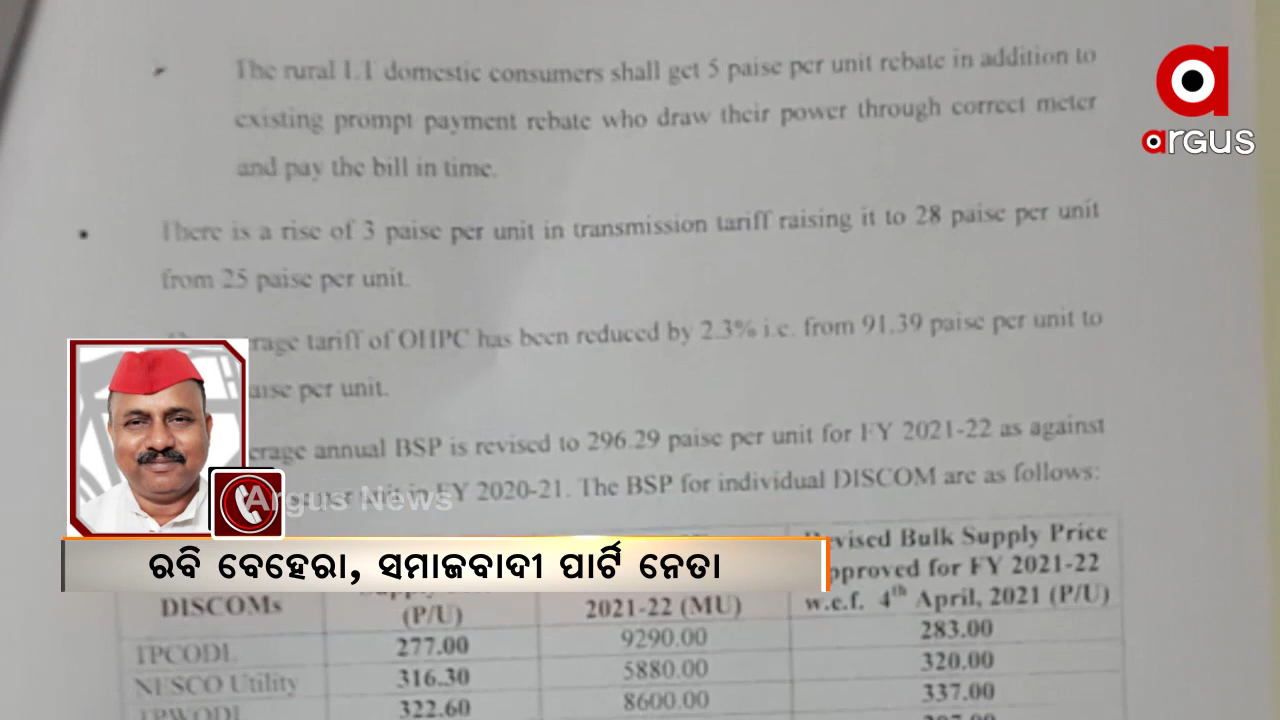 The rural LT domestic consumers shall get 5 paise per unit rebate in addition to
existing prompt payment rebate who draw their power through correct meter
and pay the bill in time.
There is a rise of 3 paise per unit in transmission tariff raising it to 28 paise per unit
from 25 paise per unit.
tariff of OHPC has been reduced by 2.3% i.e. from 91.39 paise per unit to
per unit.
annual BSP is revised to 296.29 paise per unit for FY 2021-22 as against
FY 2020-21. The BSP for individual DISCOM are as follows:
argus
Argus News
ରବି ବେହେରା, ସମାଜବାଦୀ ପାର୍ଟି ନେତା
Bulk Supply Price
for FY 2021-22
DISCOMs (P/U) 2021-22 (MU) w.e.f. 4th April, 2021 (P/U)
TPCODL 277.00 9290.00 283.00
NESCO Utility 316.30 5880.00 320.00
TPWODL 322.60 8600.00 337.00